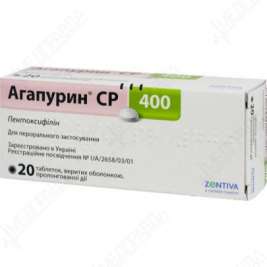 Агапурин® СР 400
Пентоксифілін
Для перорального застосування
Зареєстровано в Україні
Реєстраційне посвідчення № UA/2658/03/01
20 таблеток, вкритих оболонкою,
пролонгованої дії
ZENTIVA